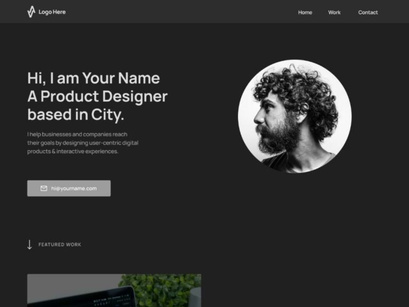 Logo Here
Home Work Contact
Hi, I am Your Name
A Product Designer
based in City.
I help businesses and companies reach
their goals by designing user-centric digital
products & interactive experiences.
Hi@yourname.com
FEATURED WORK